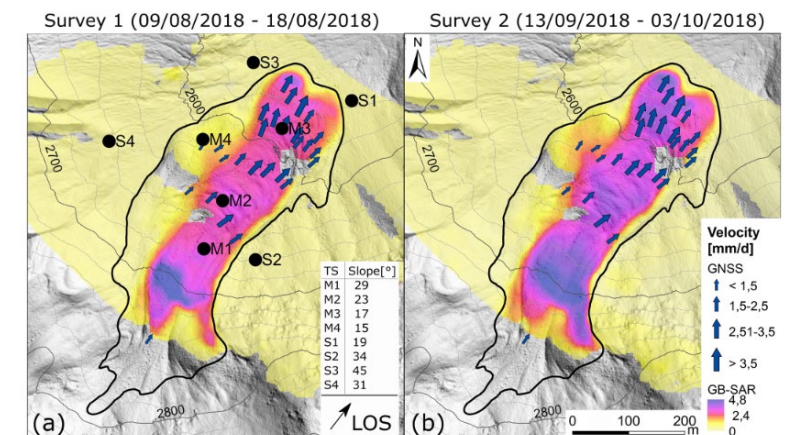 Survey 1 (09/08/2018 - 18/08/2018)
Survey 2 (13/09/2018 - 03/10/2018)
S3
S1
S4
M4
M3
M2
M1
S2
2600
2700
2800
TS Slope[°]
M1 29
M2 23
M3 17
M4 15
S1 19
S2 34
S3 45
S4 31
LOS
(a)
N
2600
2700
2800
Velocity
[mm/d]
GNSS
< 1,5
1,5-2,5
2,51-3,5
> 3,5
GB-SAR
4,8
2,4
0
0 100 200
m
(b)